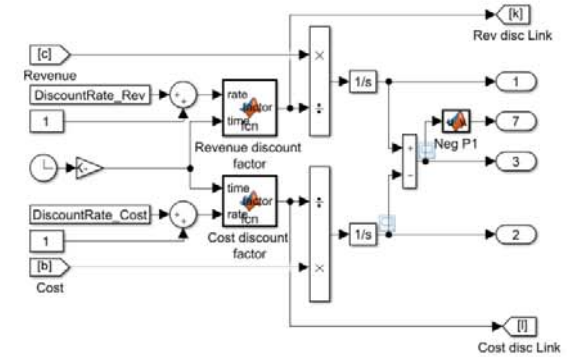 [k]
Rev disc Link
[c]
Revenue
×
DiscountRate_Rev
+
+
rate
factor
time
fcn
÷
1/s
1
1
Revenue discount
factor
7
Neg P1
+
-
3
time
factor
rate
fcn
÷
DiscountRate_Cost
+
+
1/s
2
1
Cost discount
factor
[b]
Cost
×
[l]
Cost disc Link